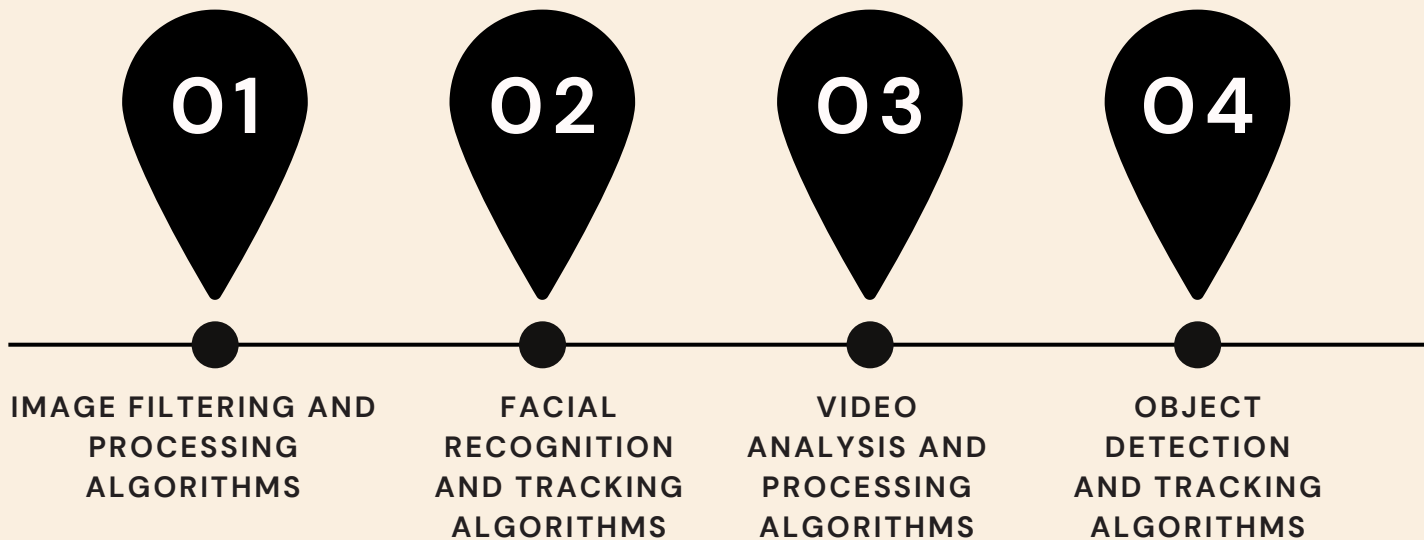 01
IMAGE FILTERING AND
PROCESSING
ALGORITHMS
02
FACIAL
RECOGNITION
AND TRACKING
ALGORITHMS
03
VIDEO
ANALYSIS AND
PROCESSING
ALGORITHMS
04
OBJECT
DETECTION
AND TRACKING
ALGORITHMS